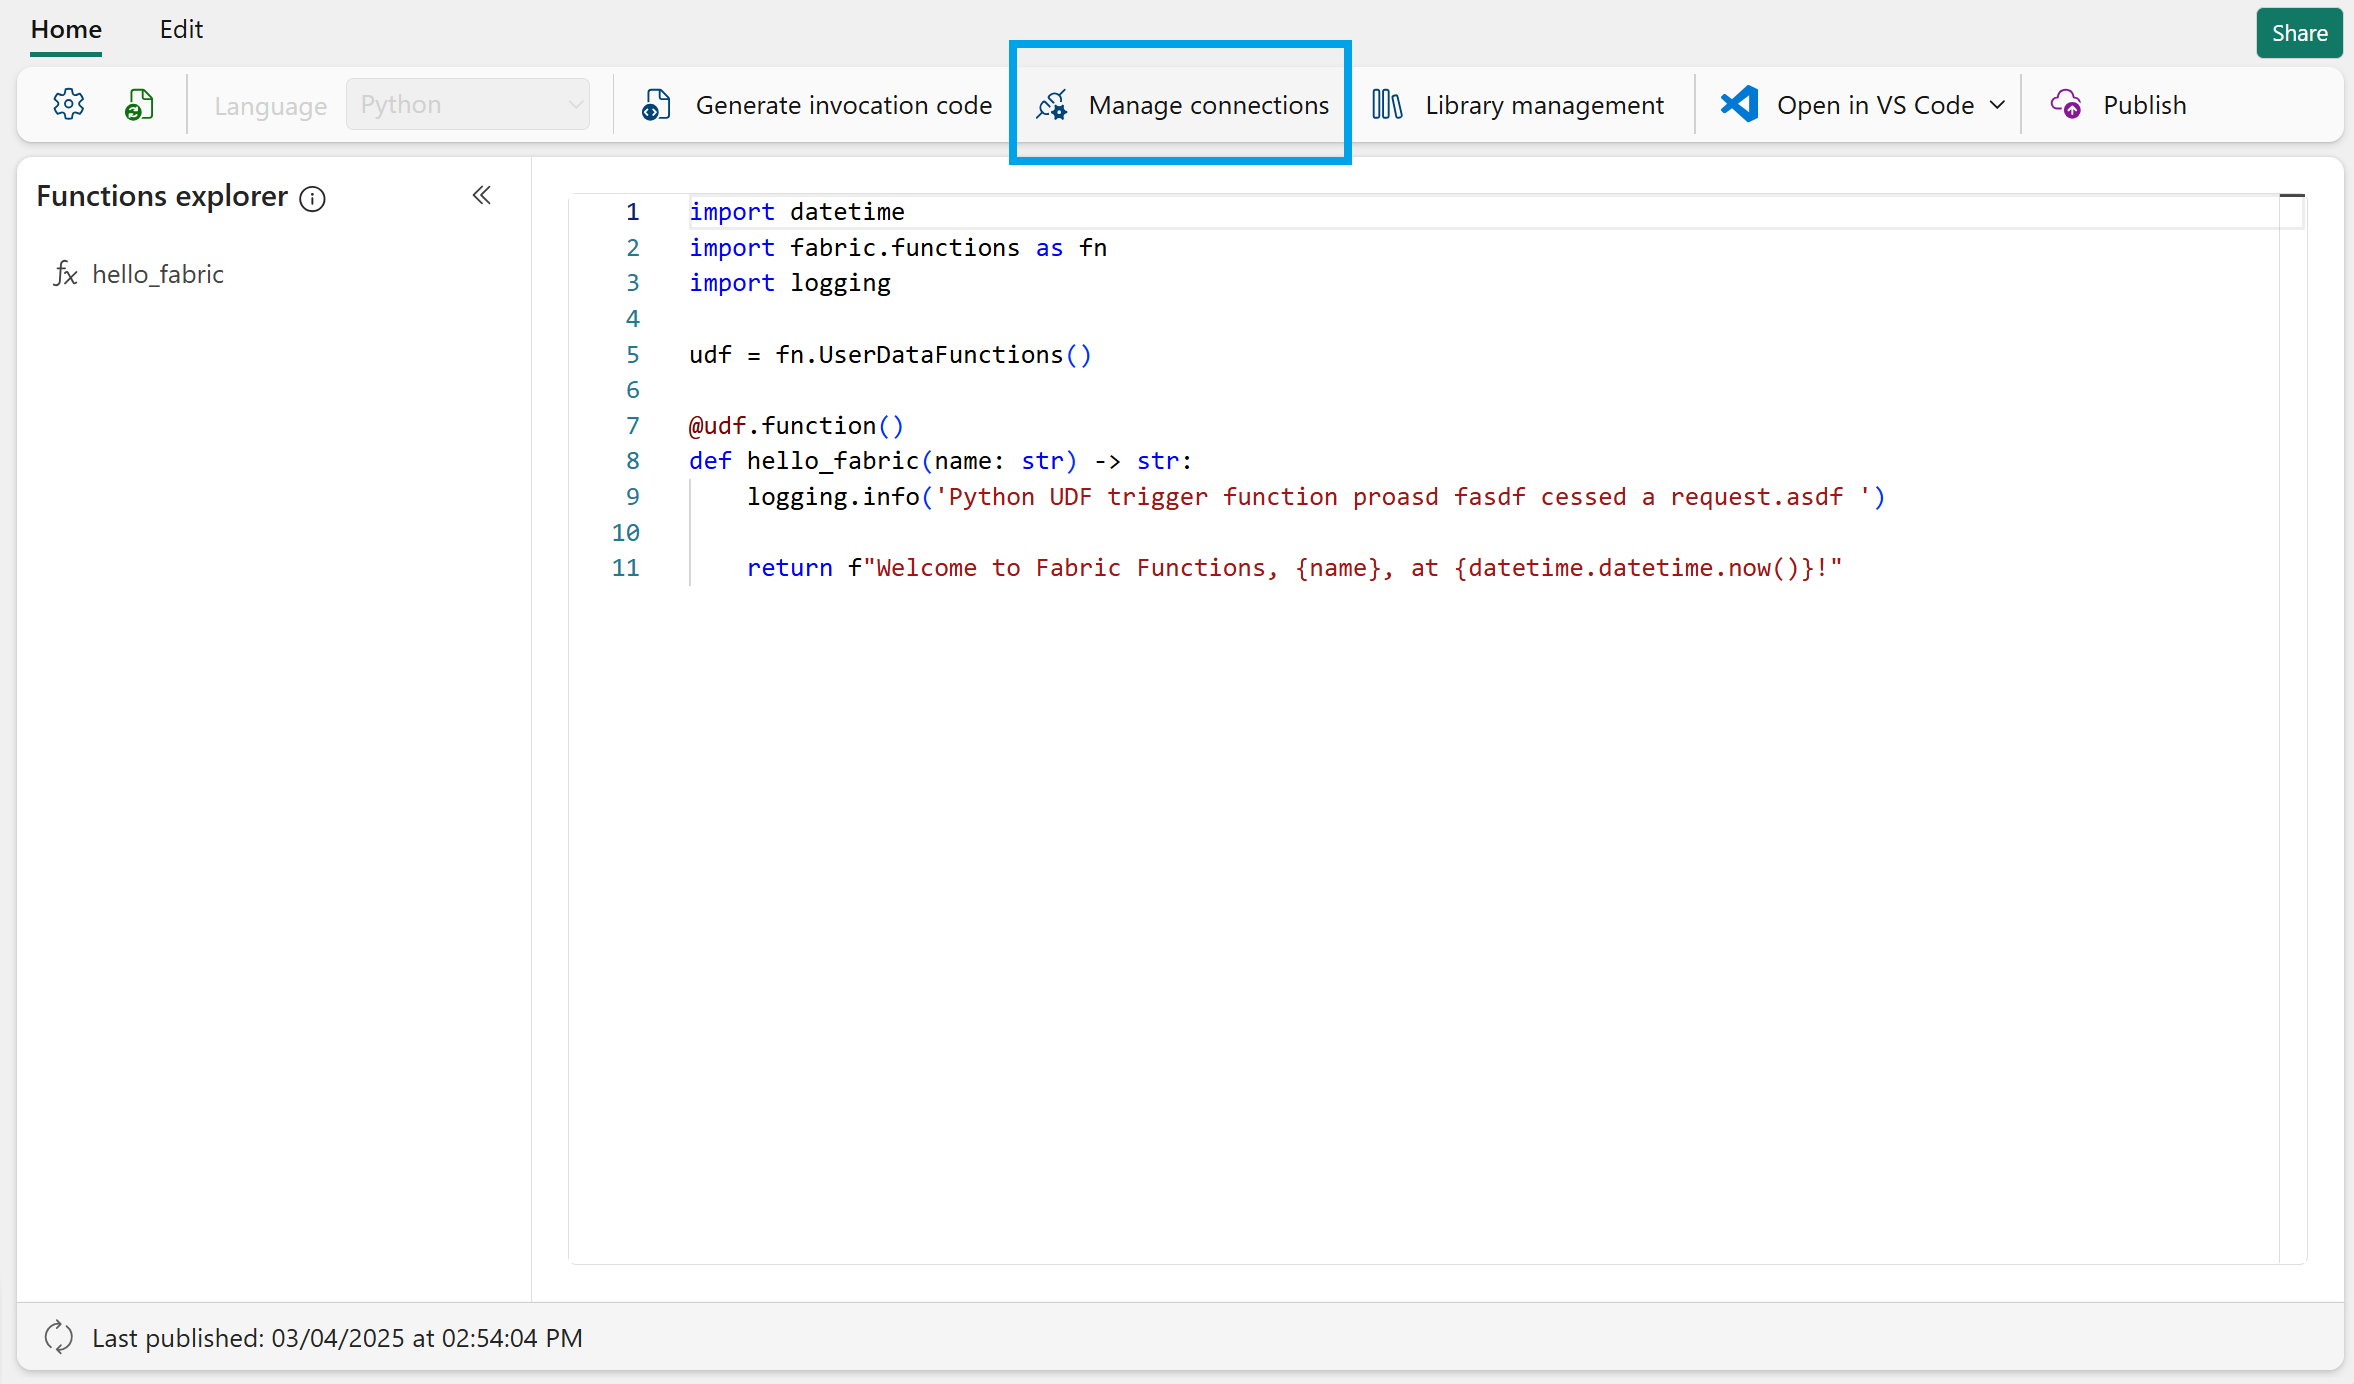 Home Edit Share
Language Python Generate invocation code Manage connections Library management Open in VS Code Publish
Functions explorer
fx hello_fabric
1 import datetime
2 import fabric.functions as fn
3 import logging
4
5 udf = fn.UserDataFunctions()
6
7 @udf.function()
8 def hello_fabric(name: str) -> str:
9     logging.info('Python UDF trigger function proasd fasdf cessed a request.asdf ')
10
11     return f"Welcome to Fabric Functions, {name}, at {datetime.datetime.now()}!"
Last published: 03/04/2025 at 02:54:04 PM